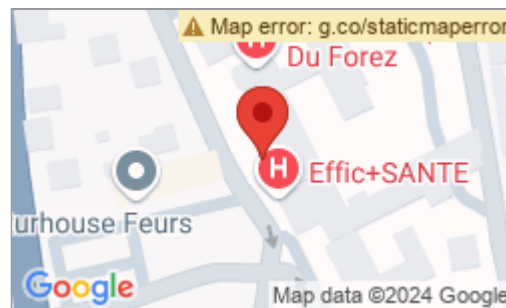 Map error: g.co/staticmaperror
H
Du Forez
H Effic+SANTE
urhouse Feurs
Google
Map data ©2024 Google